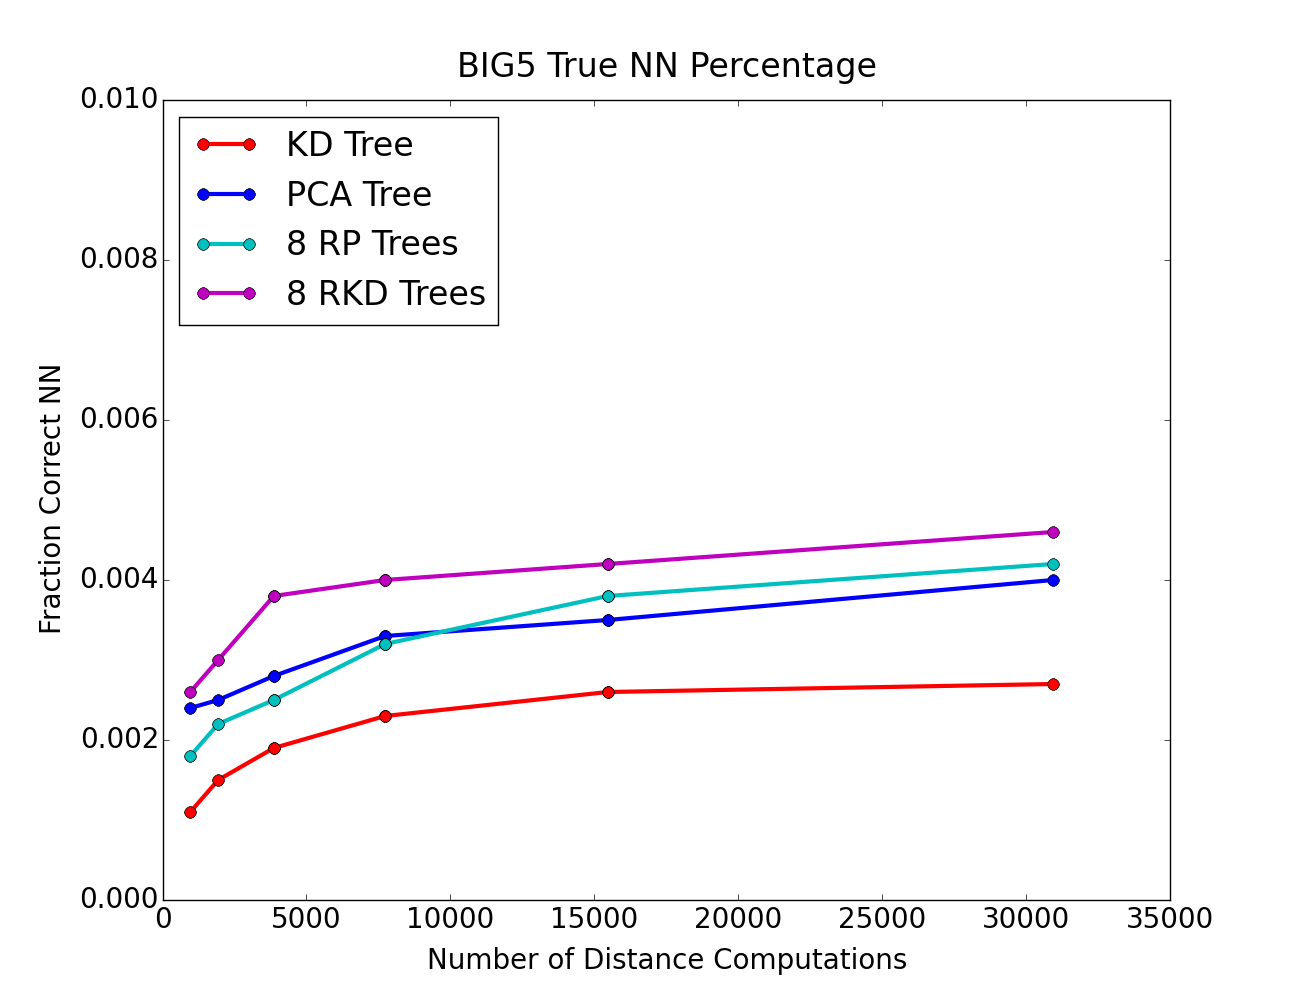 BIG5 True NN Percentage
0.010
0.008
0.006
0.004
0.002
0.000
Fraction Correct NN
KD Tree
PCA Tree
8 RP Trees
8 RKD Trees
0 5000 10000 15000 20000 25000 30000 35000
Number of Distance Computations